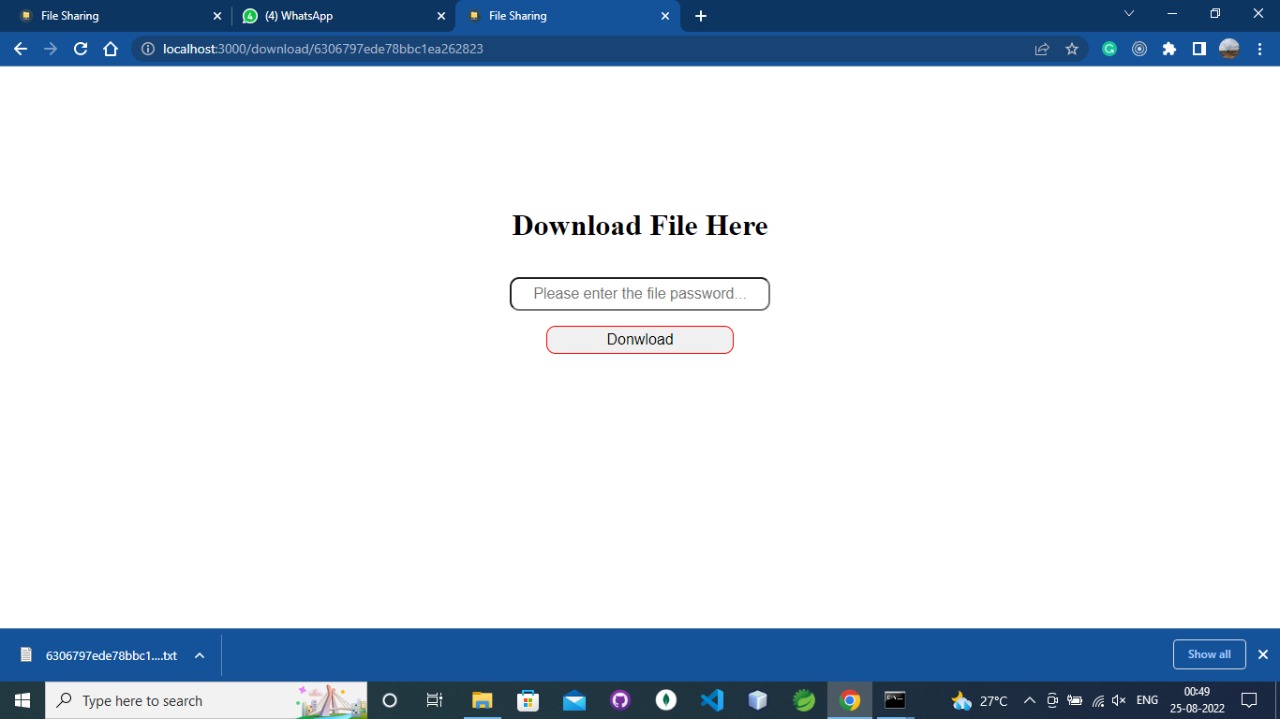 File Sharing
(4) WhatsApp
File Sharing
localhost:3000/download/6306797ede78bbc1ea262823
Download File Here
Please enter the file password...
Donwload
6306797ede78bbc1....txt
Show all
Type here to search
27°C
ENG
00:49
25-08-2022